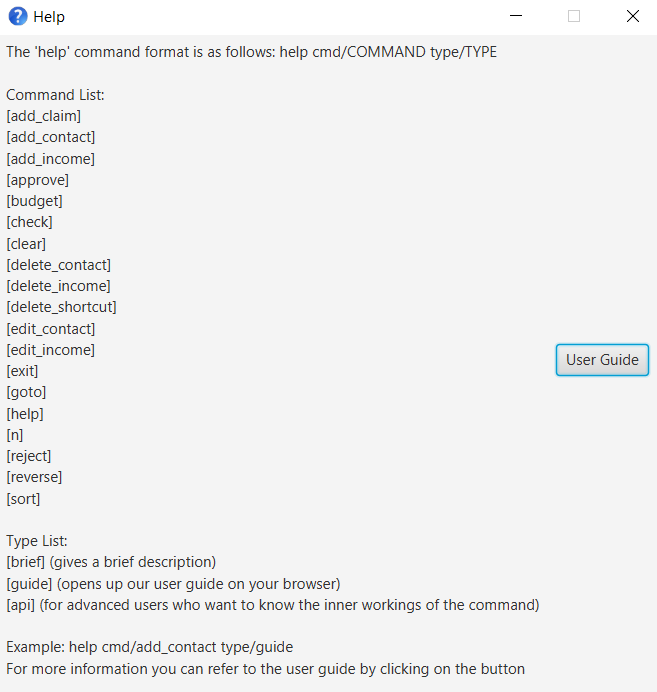 Help
The 'help' command format is as follows: help cmd/COMMAND type/TYPE
Command List:
[add_claim]
[add_contact]
[add_income]
[approve]
[budget]
[check]
[clear]
[delete_contact]
[delete_income]
[delete_shortcut]
[edit_contact]
[edit_income]
[exit]
[goto]
[help]
[n]
[reject]
[reverse]
[sort]
User Guide
Type List:
[brief] (gives a brief description)
[guide] (opens up our user guide on your browser)
[api] (for advanced users who want to know the inner workings of the command)
Example: help cmd/add_contact type/guide
For more information you can refer to the user guide by clicking on the button